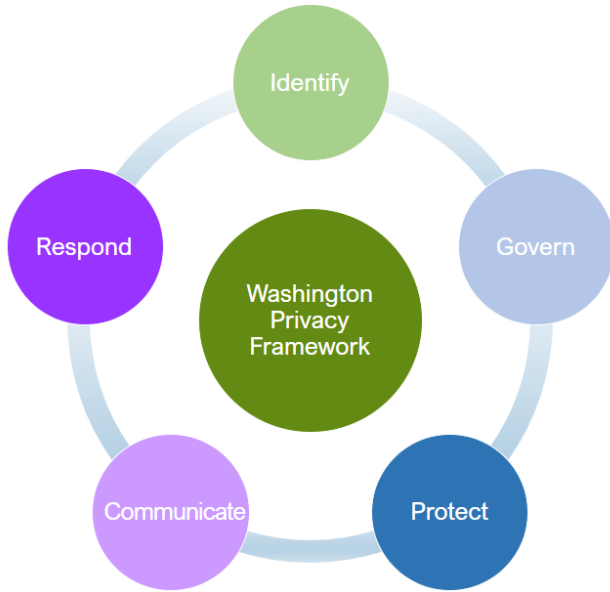 Identify
Govern
Protect
Communicate
Respond
Washington
Privacy
Framework